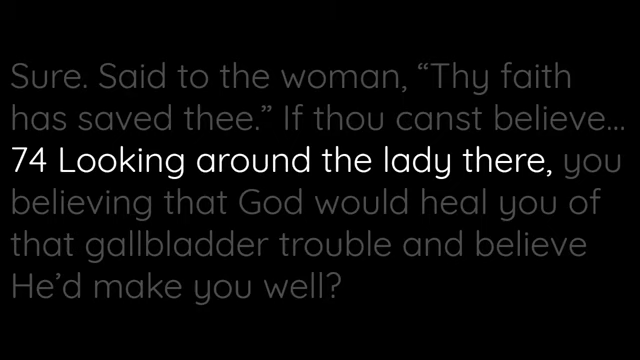 Sure. Said to the woman, “Thy faith
has saved thee.” If thou canst believe...
74 Looking around the lady there, you
believing that God would heal you of
that gallbladder trouble and believe
He’d make you well?